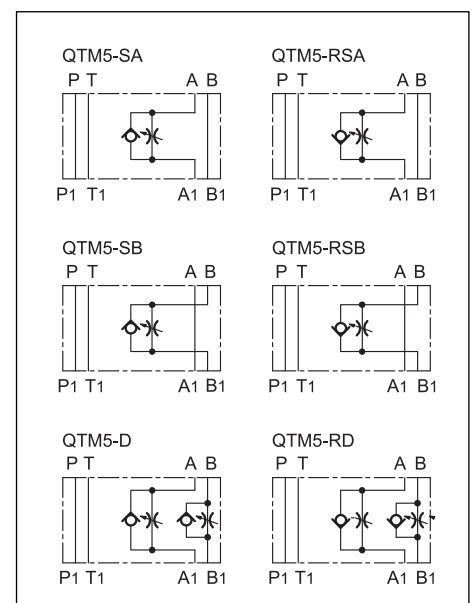 QTM5-SA
P T A B
P1 T1 A1 B1
QTM5-RSA
P T A B
P1 T1 A1 B1
QTM5-SB
P T A B
P1 T1 A1 B1
QTM5-RSB
P T A B
P1 T1 A1 B1
QTM5-D
P T A B
P1 T1 A1 B1
QTM5-RD
P T A B
P1 T1 A1 B1